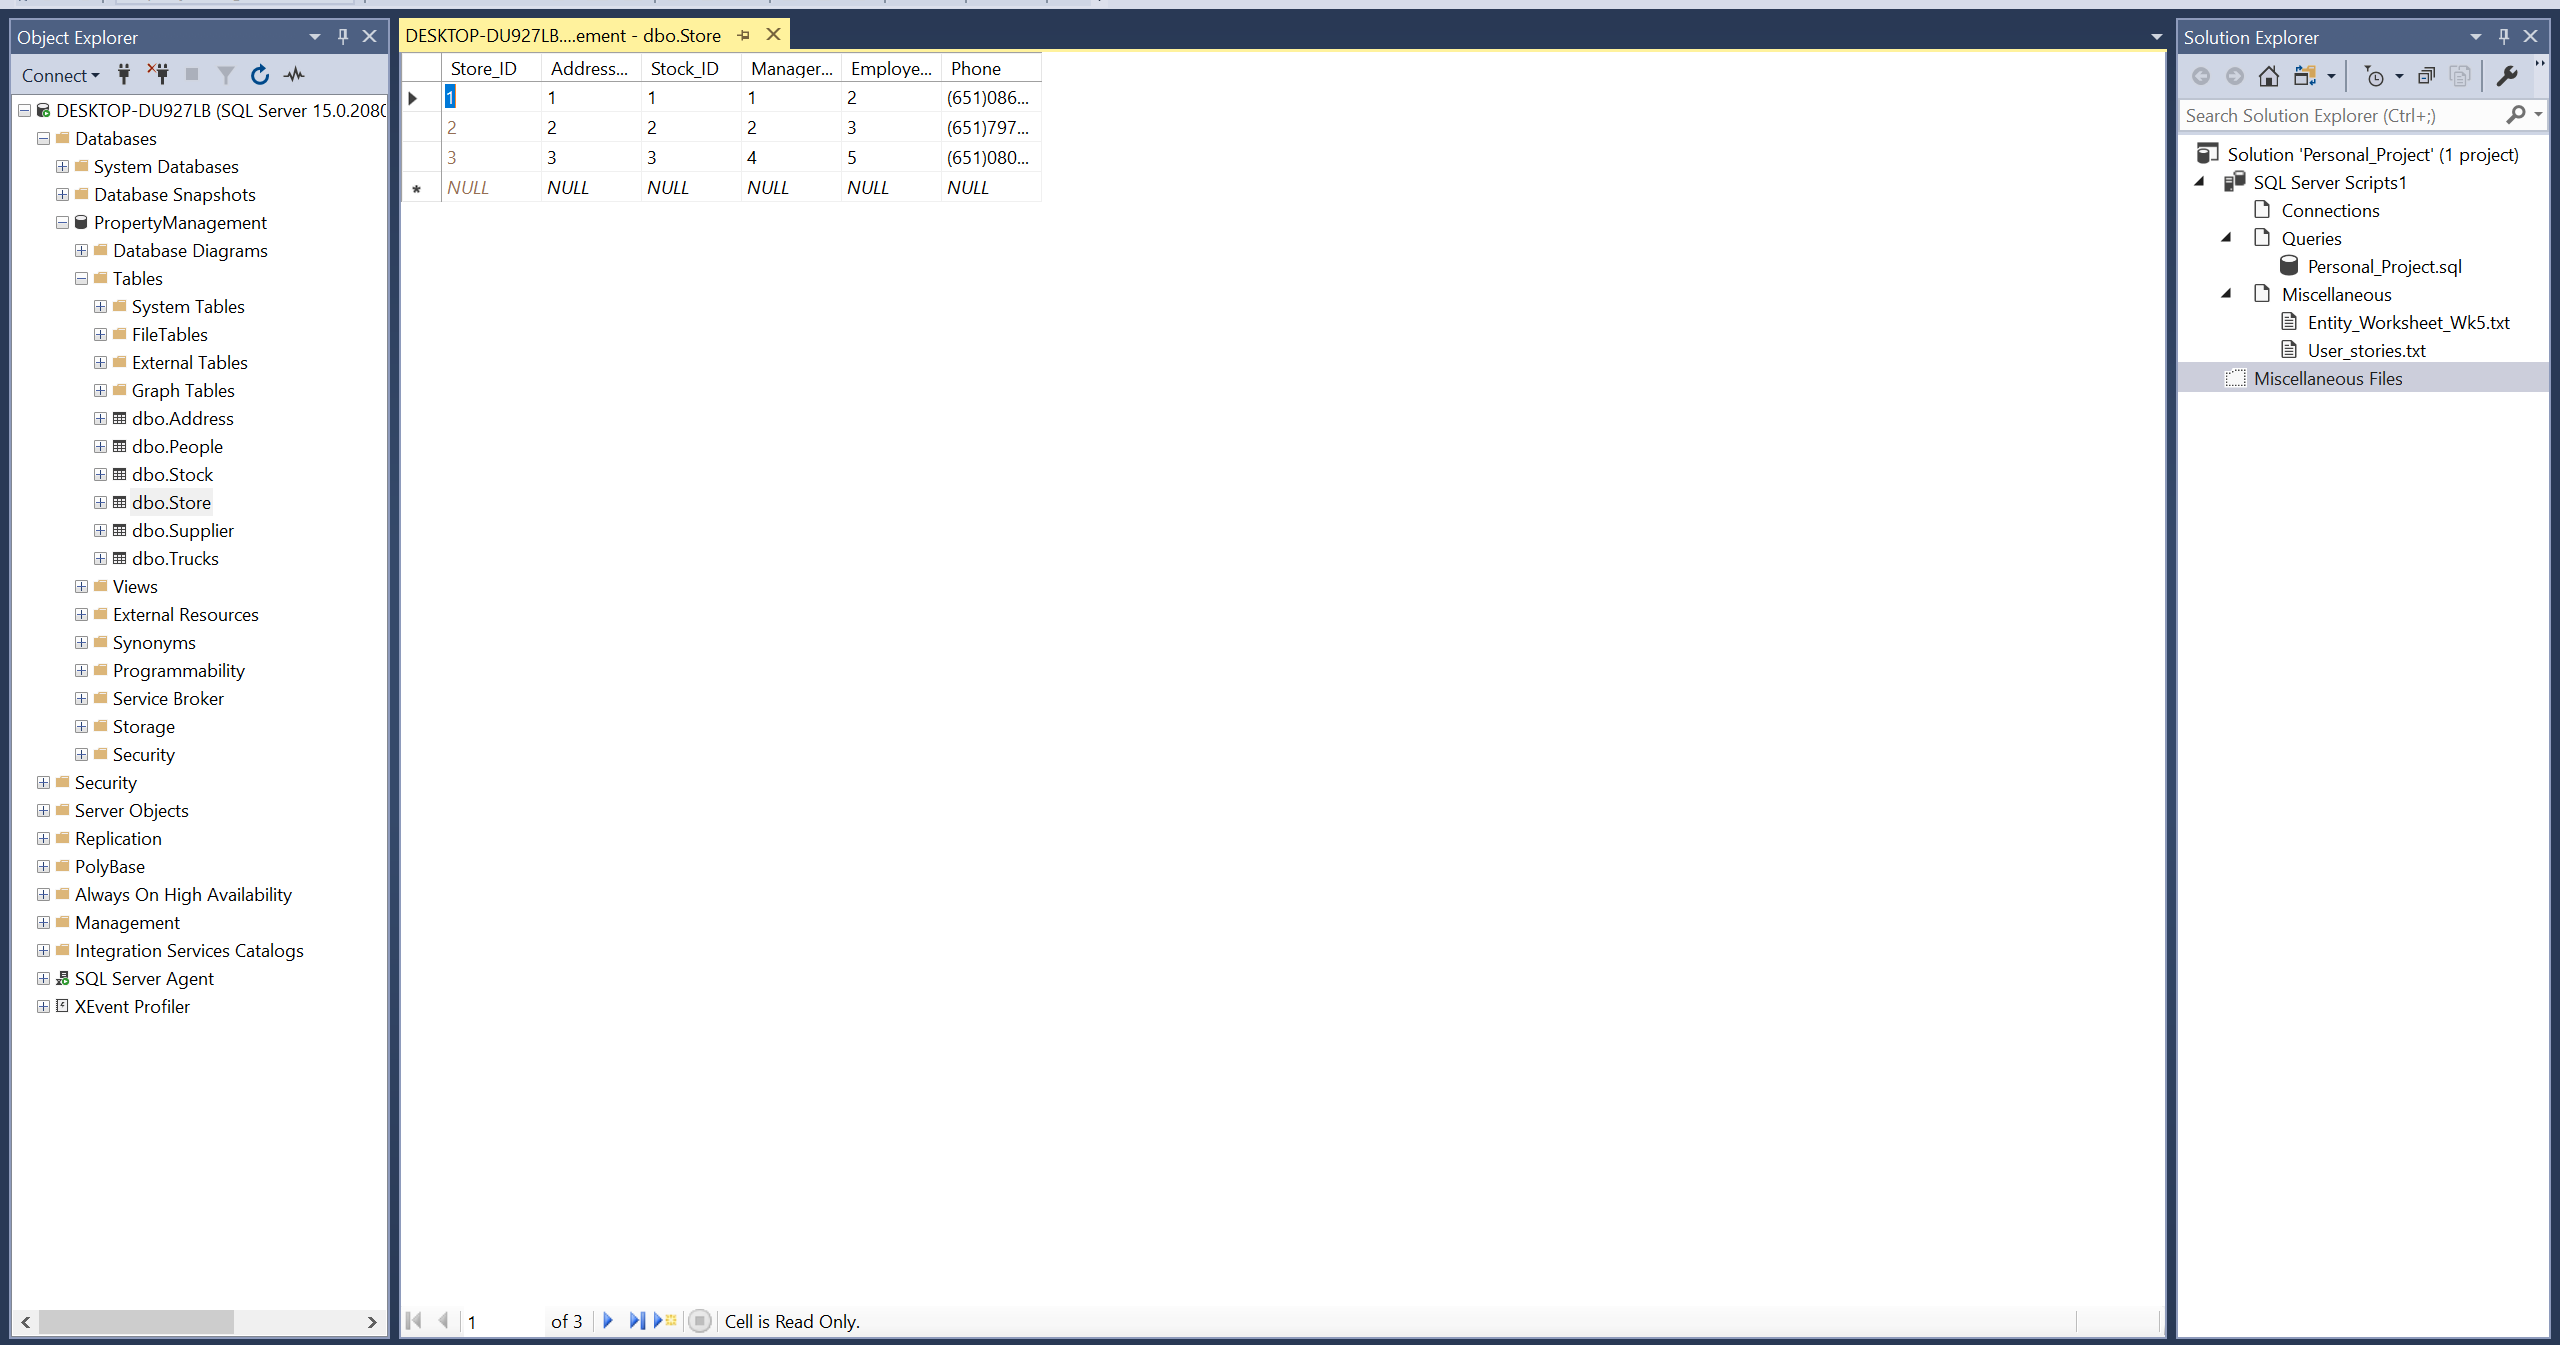 Object Explorer
Connect
DESKTOP-DU927LB (SQL Server 15.0.2080
Databases
System Databases
Database Snapshots
PropertyManagement
Database Diagrams
Tables
System Tables
FileTables
External Tables
Graph Tables
dbo.Address
dbo.People
dbo.Stock
dbo.Store
dbo.Supplier
dbo.Trucks
Views
External Resources
Synonyms
Programmability
Service Broker
Storage
Security
Security
Server Objects
Replication
PolyBase
Always On High Availability
Management
Integration Services Catalogs
SQL Server Agent
XEvent Profiler
DESKTOP-DU927LB....ement - dbo.Store
Store_ID Address... Stock_ID Manager... Employe... Phone
1 1 1 1 2 (651)086...
2 2 2 2 3 (651)797...
3 3 3 4 5 (651)080...
NULL NULL NULL NULL NULL NULL
1 of 3 Cell is Read Only.
Solution Explorer
Search Solution Explorer (Ctrl+;)
Solution 'Personal_Project' (1 project)
SQL Server Scripts1
Connections
Queries
Personal_Project.sql
Miscellaneous
Entity_Worksheet_Wk5.txt
User_stories.txt
Miscellaneous Files